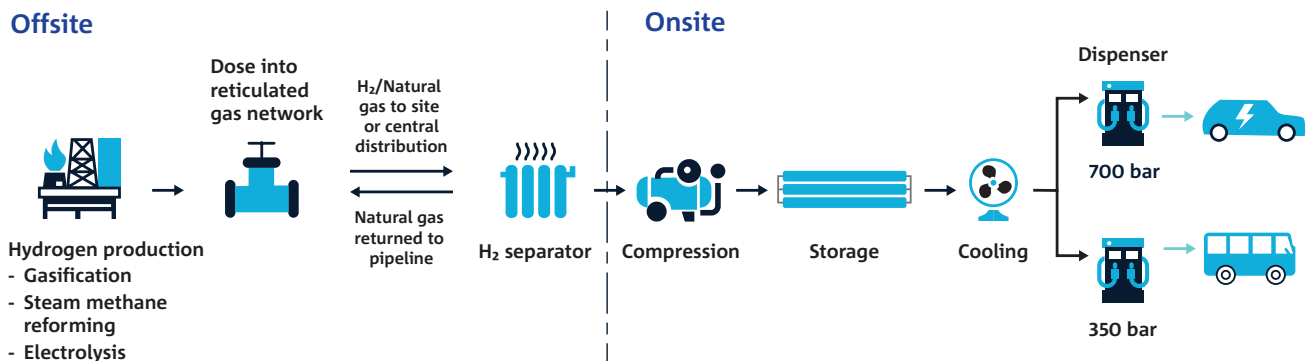 Offsite
Onsite
Dose into
reticulated
gas network
H₂/Natural
gas to site
or central
distribution
Natural gas
returned to
pipeline
Dispenser
700 bar
Hydrogen production
- Gasification
- Steam methane
reforming
- Electrolysis
H₂ separator
Compression
Storage
Cooling
350 bar